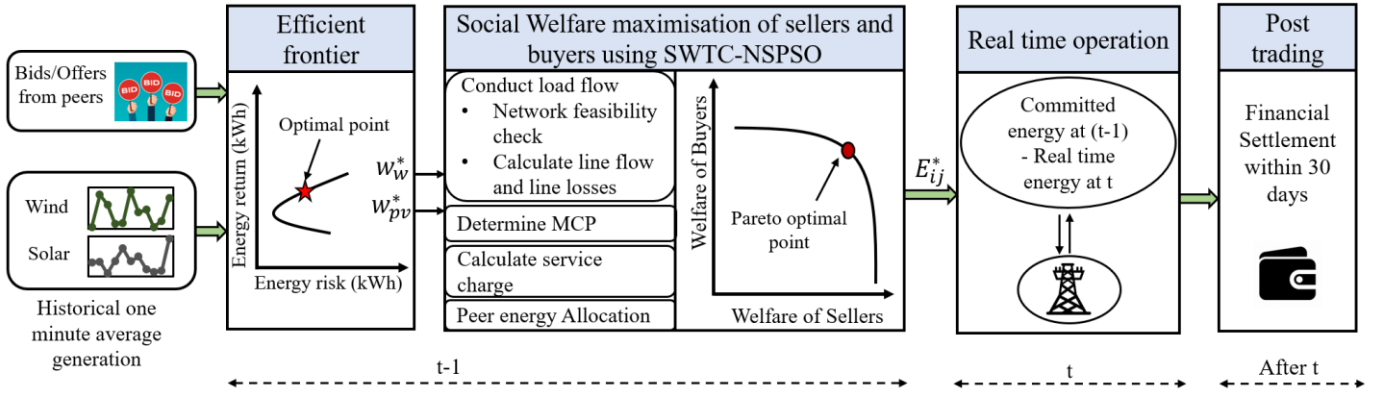 Bids/Offers
from peers
BID
BID
BID
Wind
Solar
Historical one
minute average
generation
Efficient
frontier
Energy return (kWh)
Optimal point
Energy risk (kWh)
w*w
w*pv
Social Welfare maximisation of sellers and
buyers using SWTC-NSPSO
Conduct load flow
• Network feasibility
check
• Calculate line flow
and line losses
Determine MCP
Calculate service
charge
Peer energy Allocation
Welfare of Buyers
Pareto optimal
point
Welfare of Sellers
E*ij
Real time operation
Committed
energy at (t-1)
- Real time
energy at t
Post
trading
Financial
Settlement
within 30
days
t-1
t
After t